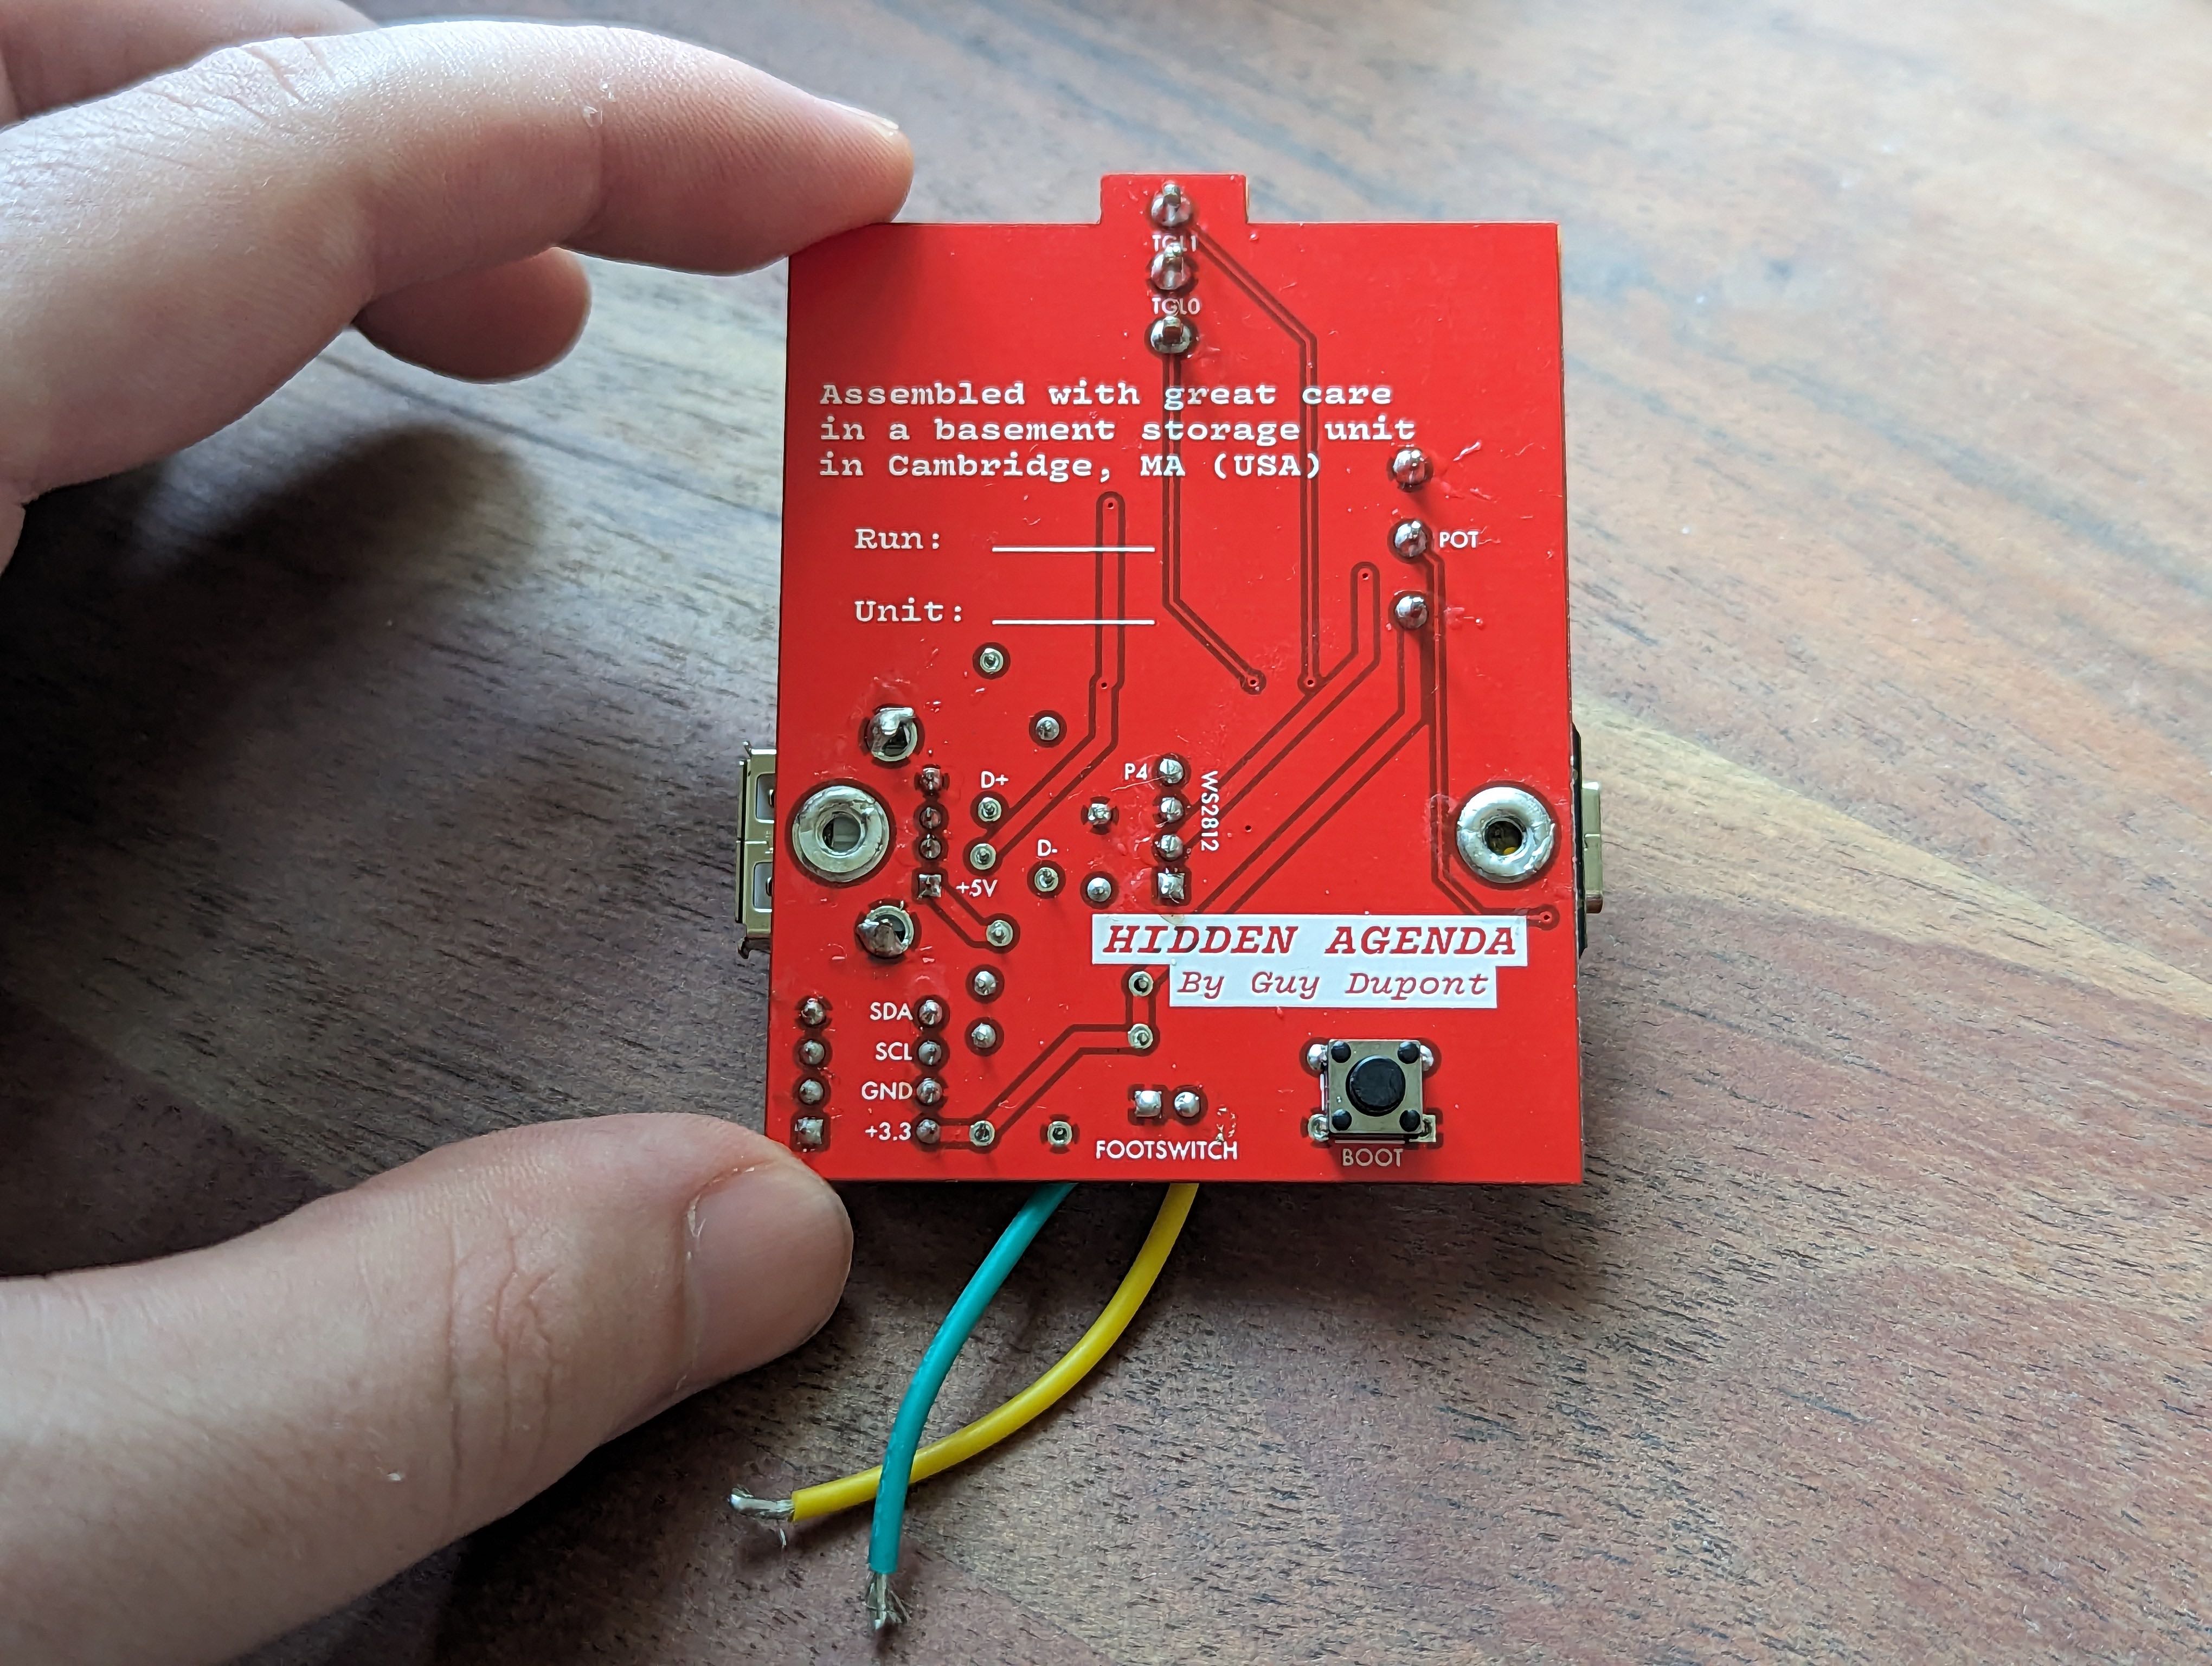 TGL1
TGL0
Assembled with great care
in a basement storage unit
in Cambridge, MA (USA)
POT
Run:
Unit:
D+
P4
WS2812
D-
+5V
HIDDEN AGENDA
By Guy Dupont
SDA
SCL
GND
+3.3
FOOTSWITCH
BOOT